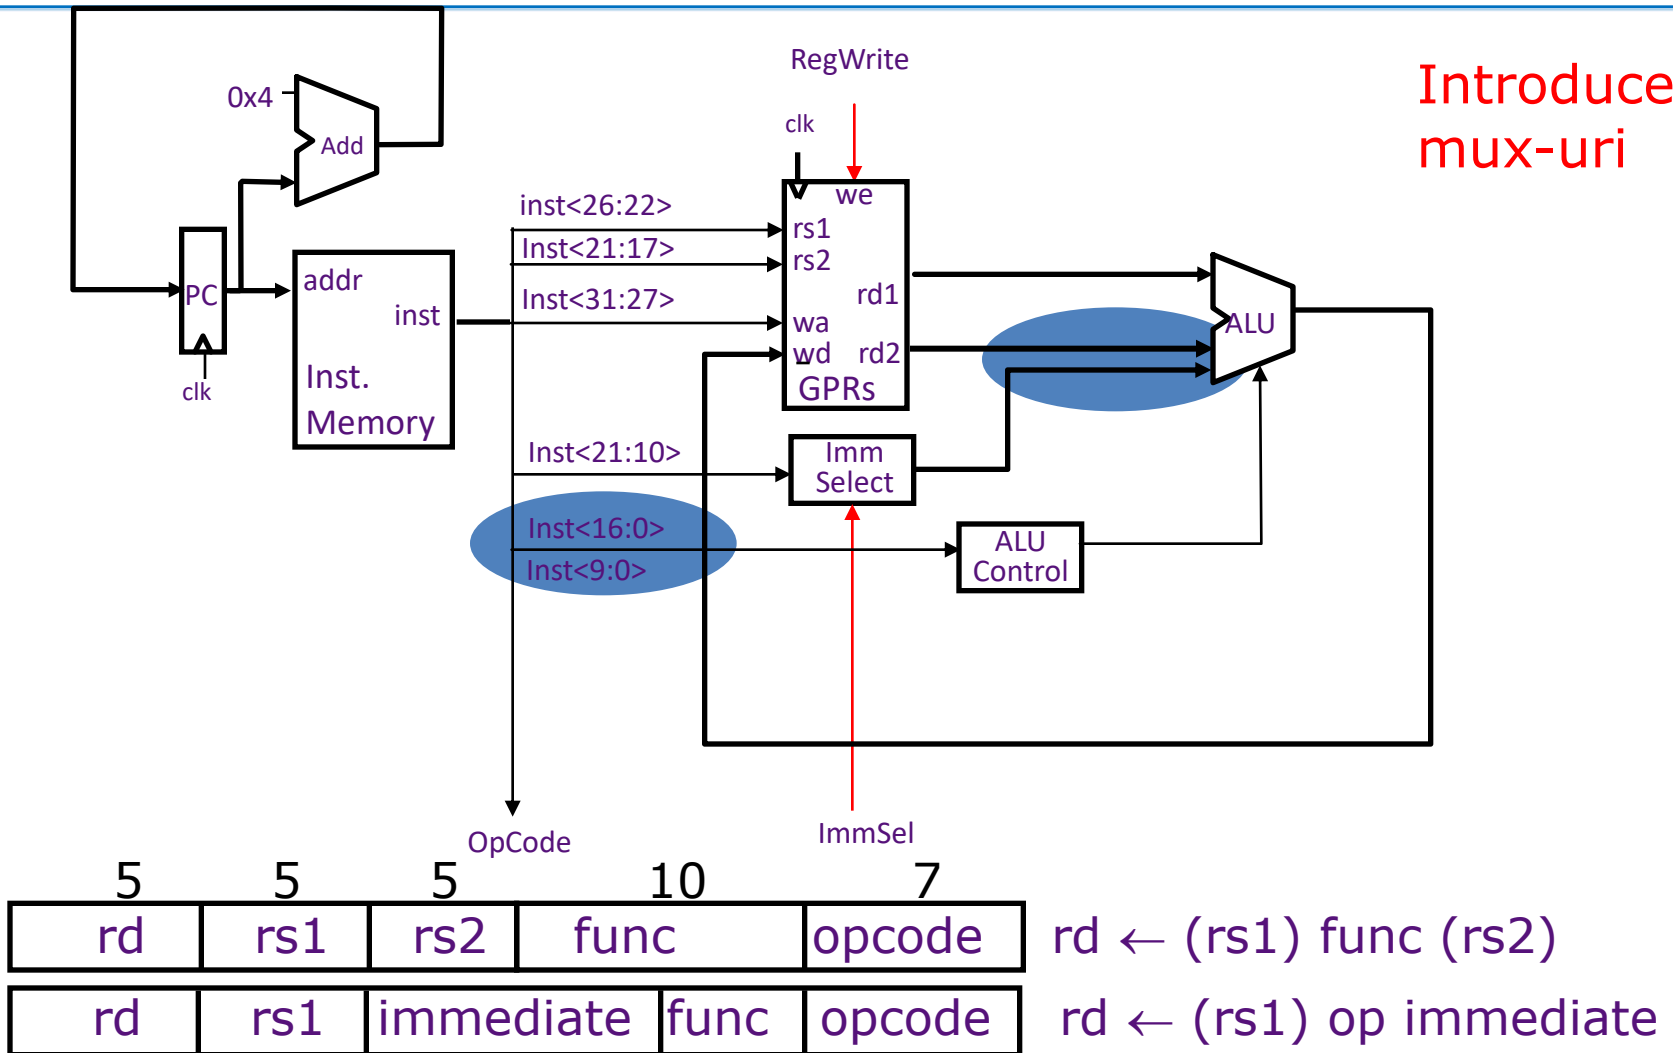 RegWrite
Introduce
mux-uri
0x4
Add
clk
we
inst<26:22>
rs1
Inst<21:17>
rs2
PC
addr
inst
Inst<31:27>
rd1
wa
ALU
wd
rd2
GPRs
clk
Inst.
Memory
Inst<21:10>
Imm
Select
Inst<16:0>
Inst<9:0>
ALU
Control
OpCode
ImmSel
5 5 5 10 7
rd rs1 rs2 func opcode rd ← (rs1) func (rs2)
rd rs1 immediate func opcode rd ← (rs1) op immediate